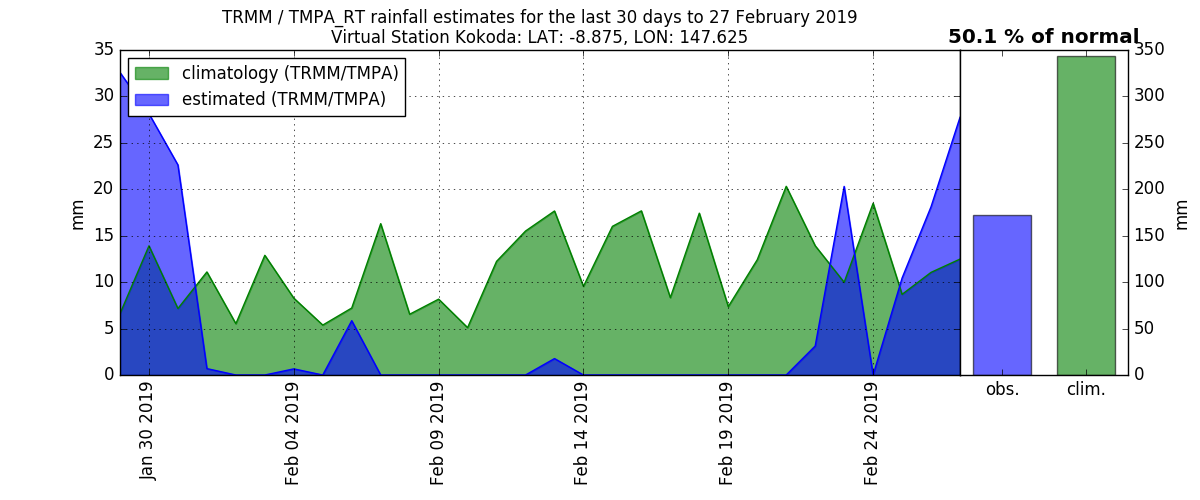 TRMM / TMPA_RT rainfall estimates for the last 30 days to 27 February 2019
Virtual Station Kokoda: LAT: -8.875, LON: 147.625
50.1 % of normal
climatology (TRMM/TMPA)
estimated (TRMM/TMPA)
35
30
25
20
15
10
5
0
mm
Jan 30 2019
Feb 04 2019
Feb 09 2019
Feb 14 2019
Feb 19 2019
Feb 24 2019
350
300
250
200
150
100
50
0
mm
obs.
clim.